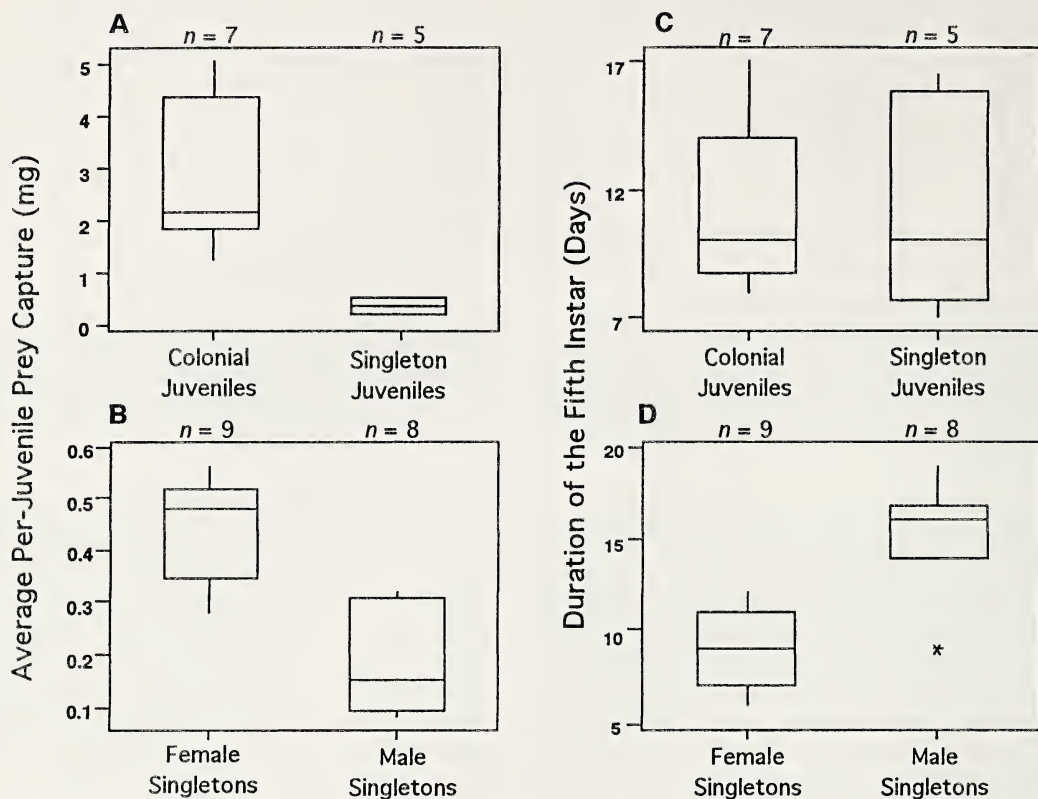 A
n = 7
n = 5
5
4
3
2
1
0
Colonial Juveniles
Singleton Juveniles
B
n = 9
n = 8
0.6
0.5
0.4
0.3
0.2
0.1
Female Singletons
Male Singletons
Average Per-Juvenile Prey Capture (mg)
C
n = 7
n = 5
17
12
7
Colonial Juveniles
Singleton Juveniles
D
n = 9
n = 8
20
15
10
5
Female Singletons
Male Singletons
Duration of the Fifth Instar (Days)